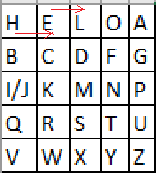 H E L O A
B C D F G
I/J K M N P
Q R S T U
V W X Y Z